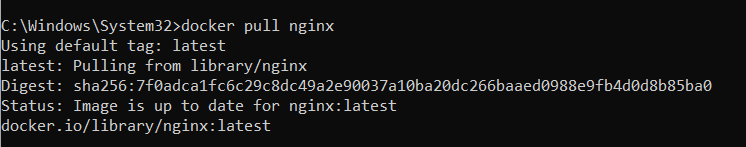 C:\Windows\System32>docker pull nginx
Using default tag: latest
latest: Pulling from library/nginx
Digest: sha256:7f0adca1fc6c29c8dc49a2e90037a10ba20dc266baaed0988e9fb4d0d8b85ba0
Status: Image is up to date for nginx:latest
docker.io/library/nginx:latest